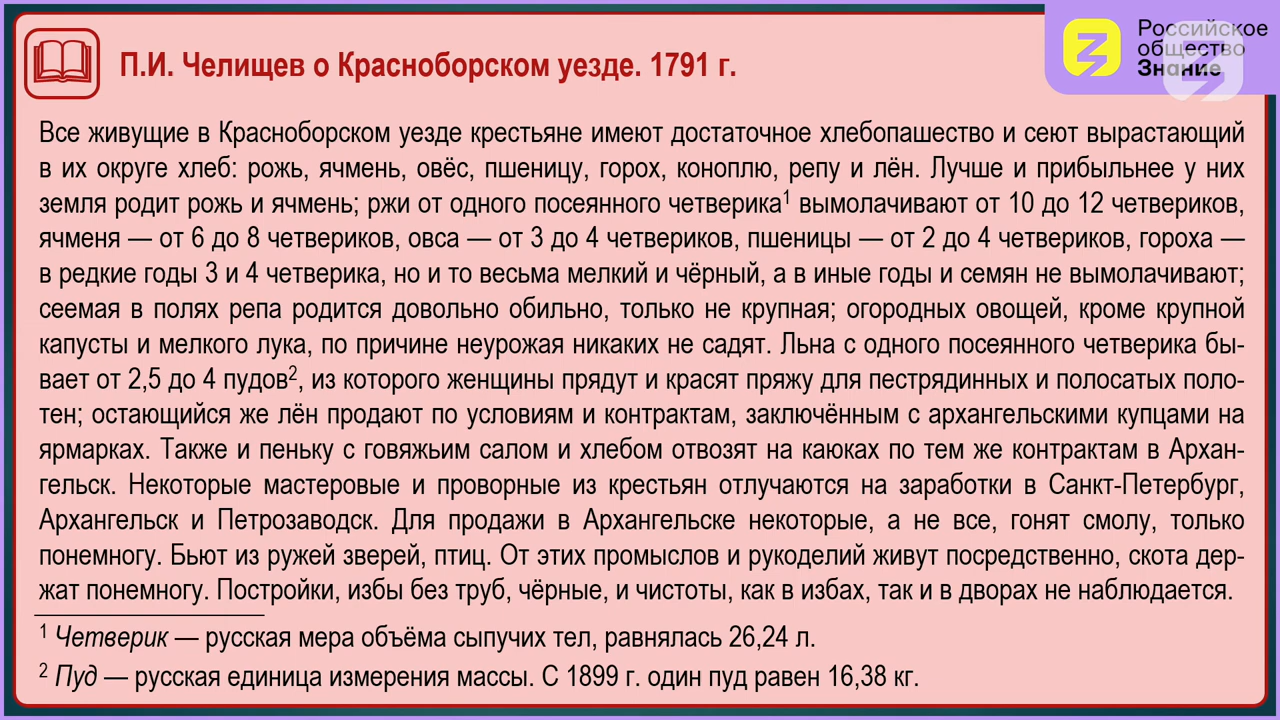 П.И. Челищев о Красноборском уезде. 1791 г.
Российское
общество
Знание
Все живущие в Красноборском уезде крестьяне имеют достаточное хлебопашество и сеют вырастающий
в их округе хлеб: рожь, ячмень, овёс, пшеницу, горох, коноплю, репу и лён. Лучше и прибыльнее у них
земля родит рожь и ячмень; ржи от одного посеянного четверика¹ вымолачивают от 10 до 12 четвериков,
ячменя — от 6 до 8 четвериков, овса — от 3 до 4 четвериков, пшеницы — от 2 до 4 четвериков, гороха —
в редкие годы 3 и 4 четверика, но и то весьма мелкий и чёрный, а в иные годы и семян не вымолачивают;
сеемая в полях репа родится довольно обильно, только не крупная; огородных овощей, кроме крупной
капусты и мелкого лука, по причине неурожая никаких не садят. Льна с одного посеянного четверика бы-
вает от 2,5 до 4 пудов², из которого женщины прядут и красят пряжу для пестрядинных и полосатых поло-
тен; остающийся же лён продают по условиям и контрактам, заключённым с архангельскими купцами на
ярмарках. Также и пеньку с говяжьим салом и хлебом отвозят на каюках по тем же контрактам в Архан-
гельск. Некоторые мастеровые и проворные из крестьян отлучаются на заработки в Санкт-Петербург,
Архангельск и Петрозаводск. Для продажи в Архангельске некоторые, а не все, гонят смолу, только
понемногу. Бьют из ружей зверей, птиц. От этих промыслов и рукоделий живут посредственно, скота дер-
жат понемногу. Постройки, избы без труб, чёрные, и чистоты, как в избах, так и в дворах не наблюдается.
¹ Четверик — русская мера объёма сыпучих тел, равнялась 26,24 л.
² Пуд — русская единица измерения массы. С 1899 г. один пуд равен 16,38 кг.